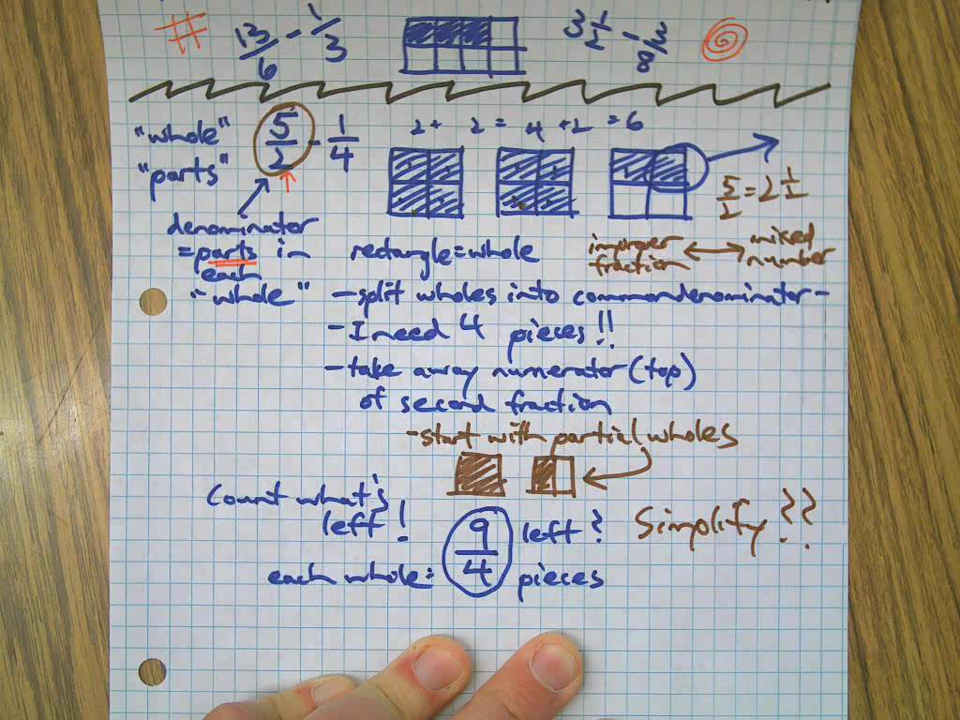 13/6 - 1/3
3 1/2 - 3/8
"whole"
"parts"
5/2 - 1/4
2+ 2 = 4 +2 = 6
5/2 = 2 1/2
denominator
=parts in
each
"whole"
rectangle=whole
improper
fraction
mixed
number
-split wholes into common denominator-
-I need 4 pieces!!
-take away numerator (top)
of second fraction
-start with partial wholes
Count what's
left!
9/4
left?
each whole=
pieces
Simplify??